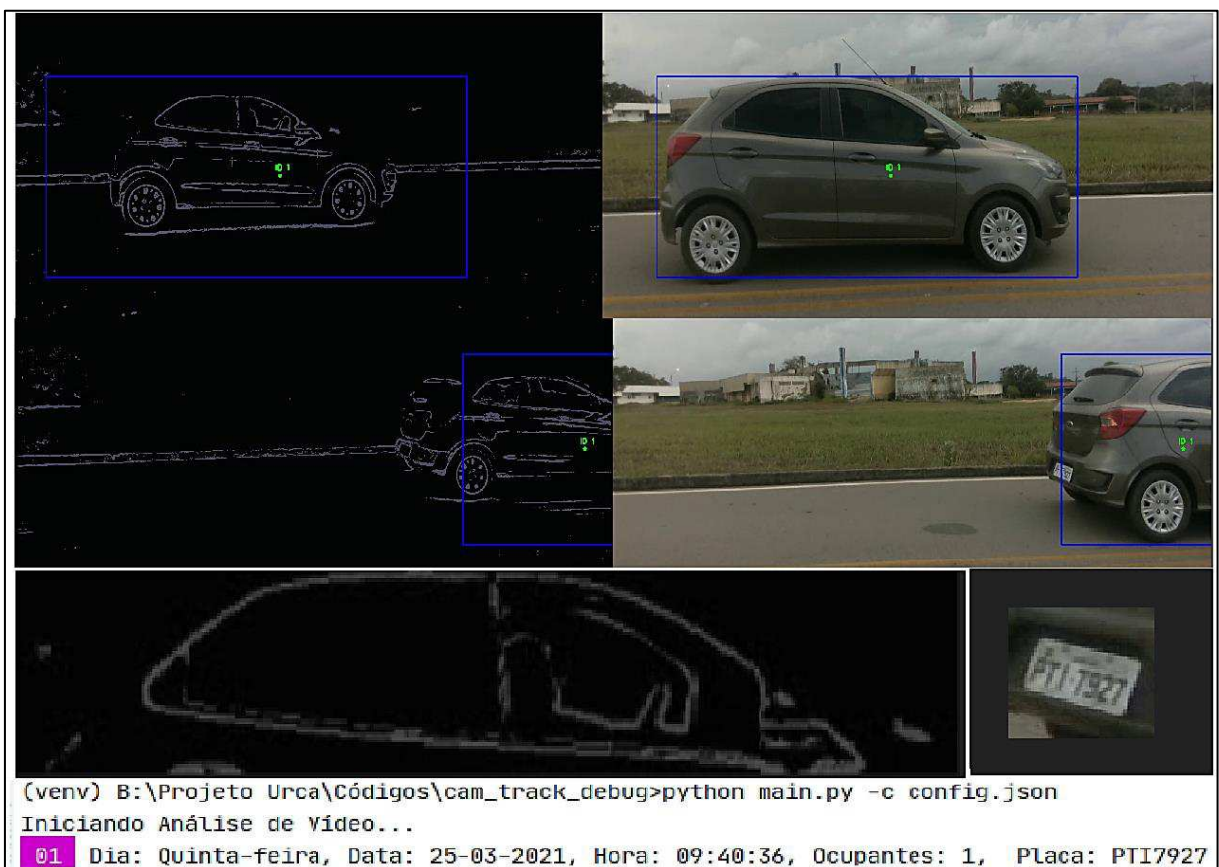 ID 1
ID 1
ID 1
ID 1
PTI 7927
(venv) B:\Projeto Urca\Códigos\cam_track_debug>python main.py -c config.json
Iniciando Análise de Vídeo...
01 Dia: Quinta-feira, Data: 25-03-2021, Hora: 09:40:36, Ocupantes: 1, Placa: PTI7927